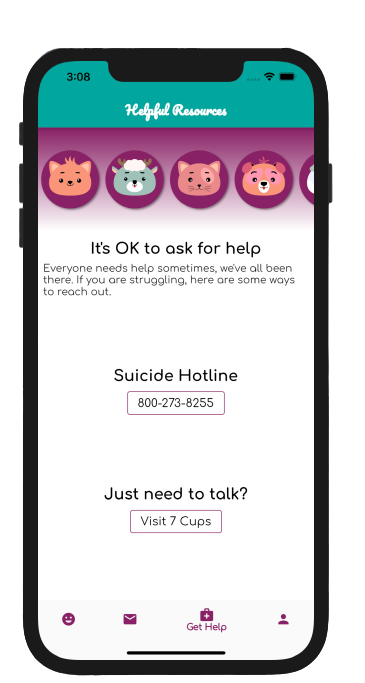 3:08
Helpful Resources
It's OK to ask for help
Everyone needs help sometimes, we've all been
there. If you are struggling, here are some ways
to reach out.
Suicide Hotline
800-273-8255
Just need to talk?
Visit 7 Cups
Get Help